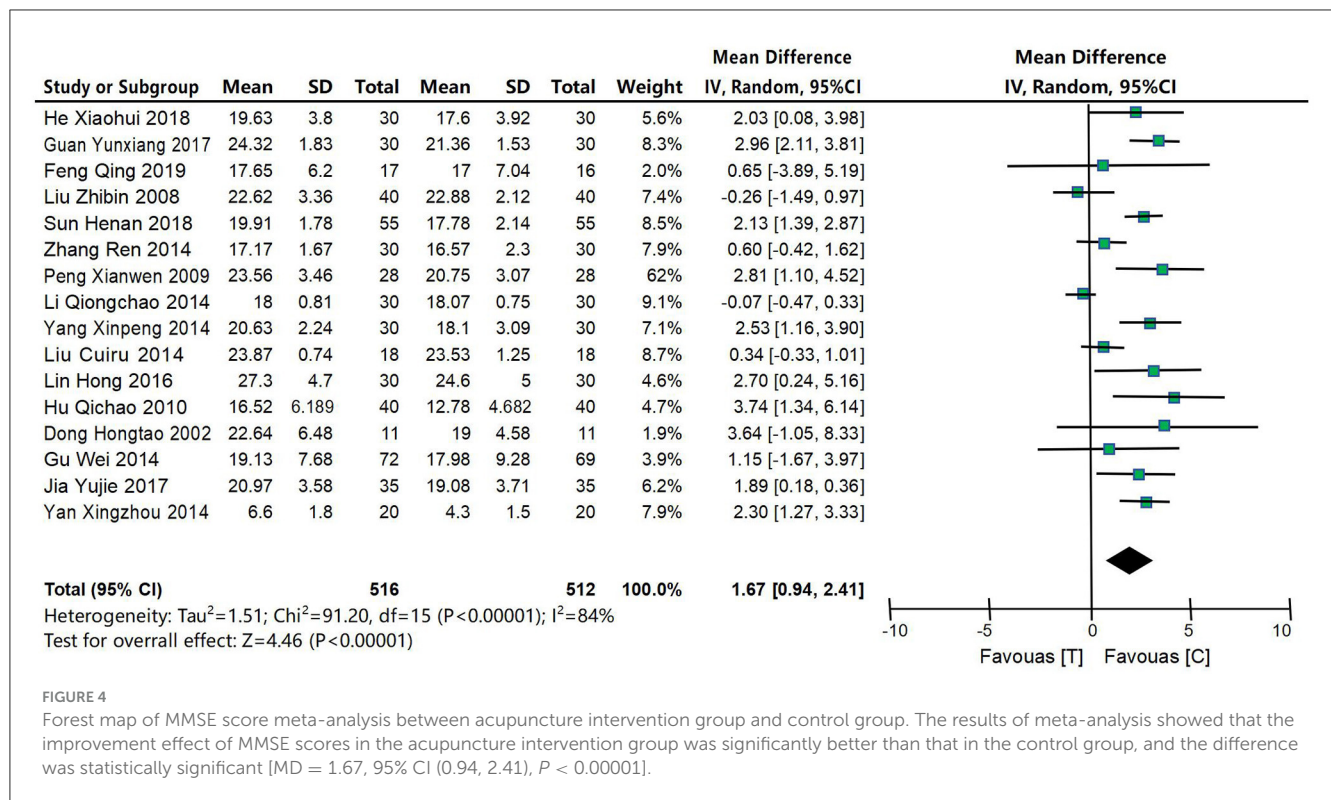 Mean Difference Mean Difference
Study or Subgroup Mean SD Total Mean SD Total Weight IV, Random, 95%CI IV, Random, 95%CI
He Xiaohui 2018 19.63 3.8 30 17.6 3.92 30 5.6% 2.03 [0.08, 3.98]
Guan Yunxiang 2017 24.32 1.83 30 21.36 1.53 30 8.3% 2.96 [2.11, 3.81]
Feng Qing 2019 17.65 6.2 17 17 7.04 16 2.0% 0.65 [-3.89, 5.19]
Liu Zhibin 2008 22.62 3.36 40 22.88 2.12 40 7.4% -0.26 [-1.49, 0.97]
Sun Henan 2018 19.91 1.78 55 17.78 2.14 55 8.5% 2.13 [1.39, 2.87]
Zhang Ren 2014 17.17 1.67 30 16.57 2.3 30 7.9% 0.60 [-0.42, 1.62]
Peng Xianwen 2009 23.56 3.46 28 20.75 3.07 28 62% 2.81 [1.10, 4.52]
Li Qiongchao 2014 18 0.81 30 18.07 0.75 30 9.1% -0.07 [-0.47, 0.33]
Yang Xinpeng 2014 20.63 2.24 30 18.1 3.09 30 7.1% 2.53 [1.16, 3.90]
Liu Cuiru 2014 23.87 0.74 18 23.53 1.25 18 8.7% 0.34 [-0.33, 1.01]
Lin Hong 2016 27.3 4.7 30 24.6 5 30 4.6% 2.70 [0.24, 5.16]
Hu Qichao 2010 16.52 6.189 40 12.78 4.682 40 4.7% 3.74 [1.34, 6.14]
Dong Hongtao 2002 22.64 6.48 11 19 4.58 11 1.9% 3.64 [-1.05, 8.33]
Gu Wei 2014 19.13 7.68 72 17.98 9.28 69 3.9% 1.15 [-1.67, 3.97]
Jia Yujie 2017 20.97 3.58 35 19.08 3.71 35 6.2% 1.89 [0.18, 0.36]
Yan Xingzhou 2014 6.6 1.8 20 4.3 1.5 20 7.9% 2.30 [1.27, 3.33]
Total (95% CI) 516 512 100.0% 1.67 [0.94, 2.41]
Heterogeneity: Tau²=1.51; Chi²=91.20, df=15 (P<0.00001); I²=84%
Test for overrall effect: Z=4.46 (P<0.00001)
-10 -5 0 5 10
Favouas [T] Favouas [C]
FIGURE 4
Forest map of MMSE score meta-analysis between acupuncture intervention group and control group. The results of meta-analysis showed that the
improvement effect of MMSE scores in the acupuncture intervention group was significantly better than that in the control group, and the difference
was statistically significant [MD = 1.67, 95% CI (0.94, 2.41), P < 0.00001].